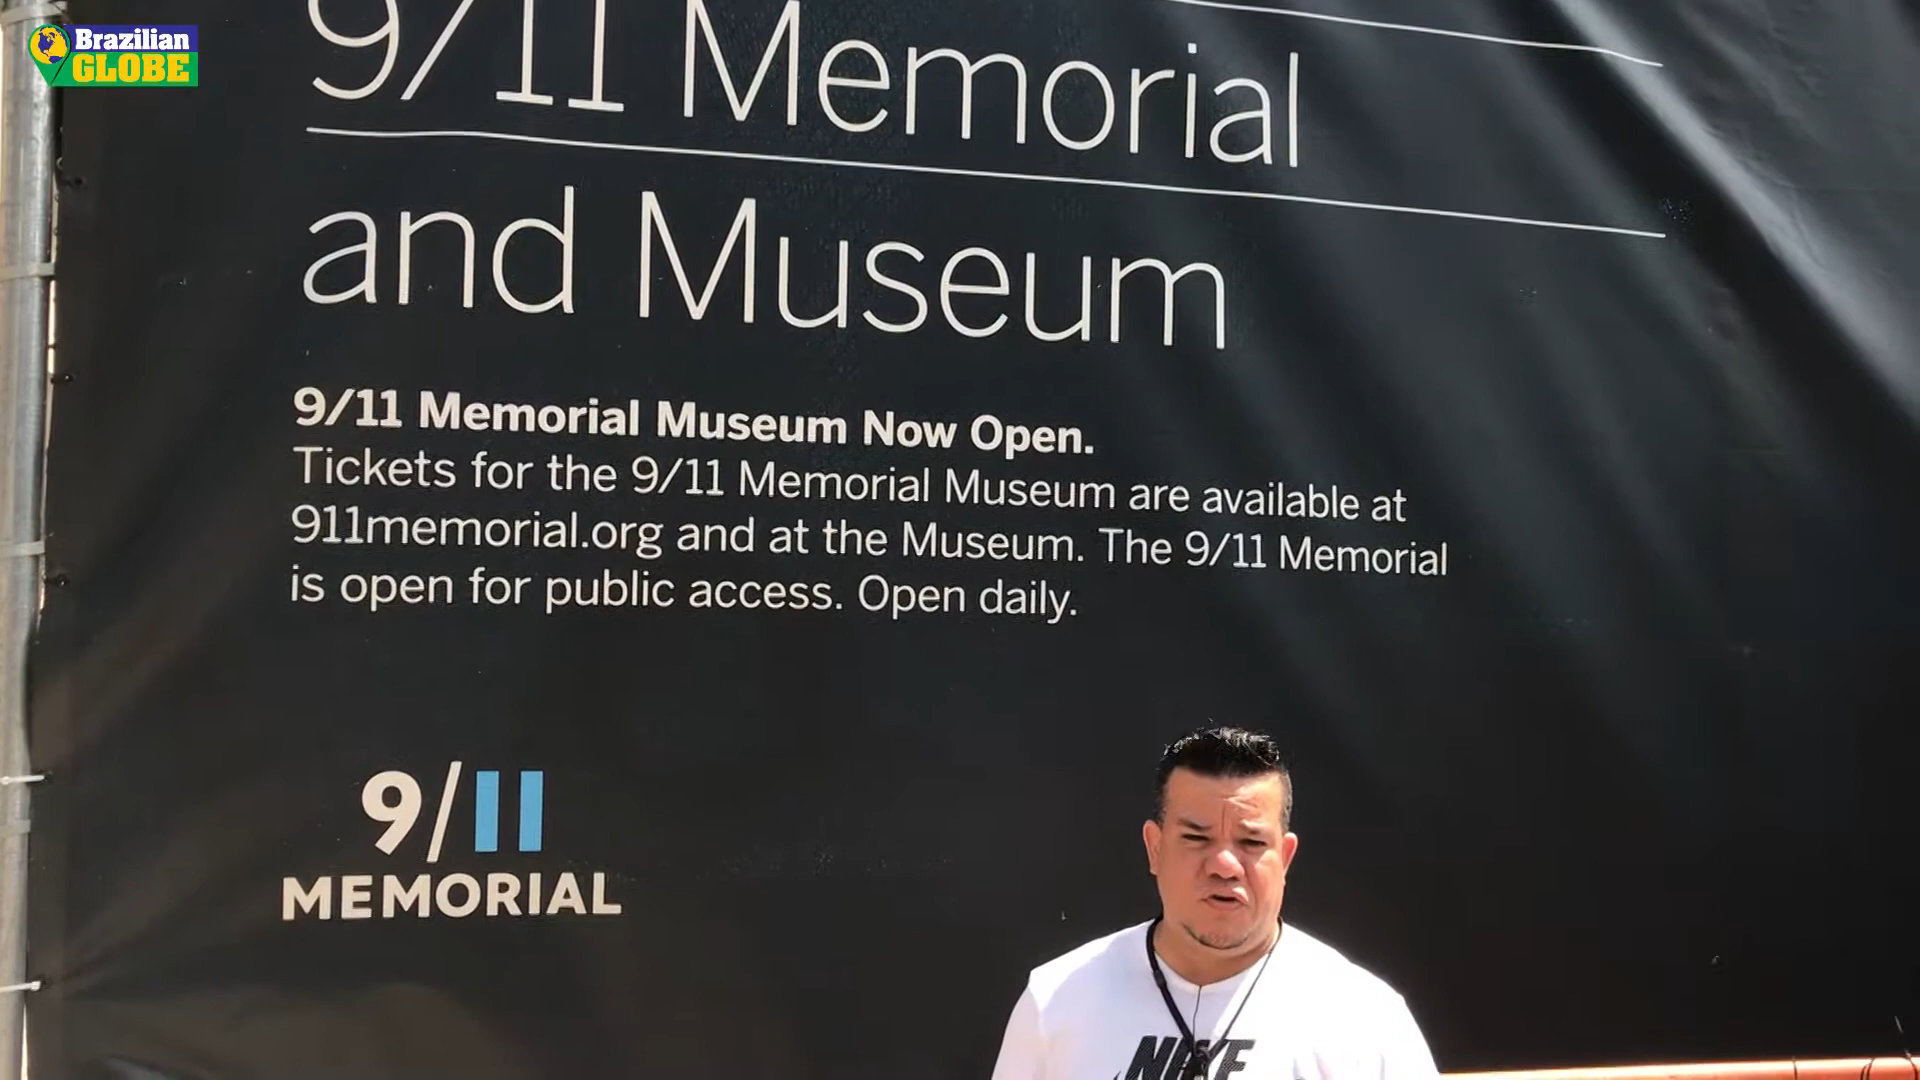 Brazilian
GLOBE
9/11 Memorial
and Museum
9/11 Memorial Museum Now Open.
Tickets for the 9/11 Memorial Museum are available at
911memorial.org and at the Museum. The 9/11 Memorial
is open for public access. Open daily.
9/11
MEMORIAL
NIKE